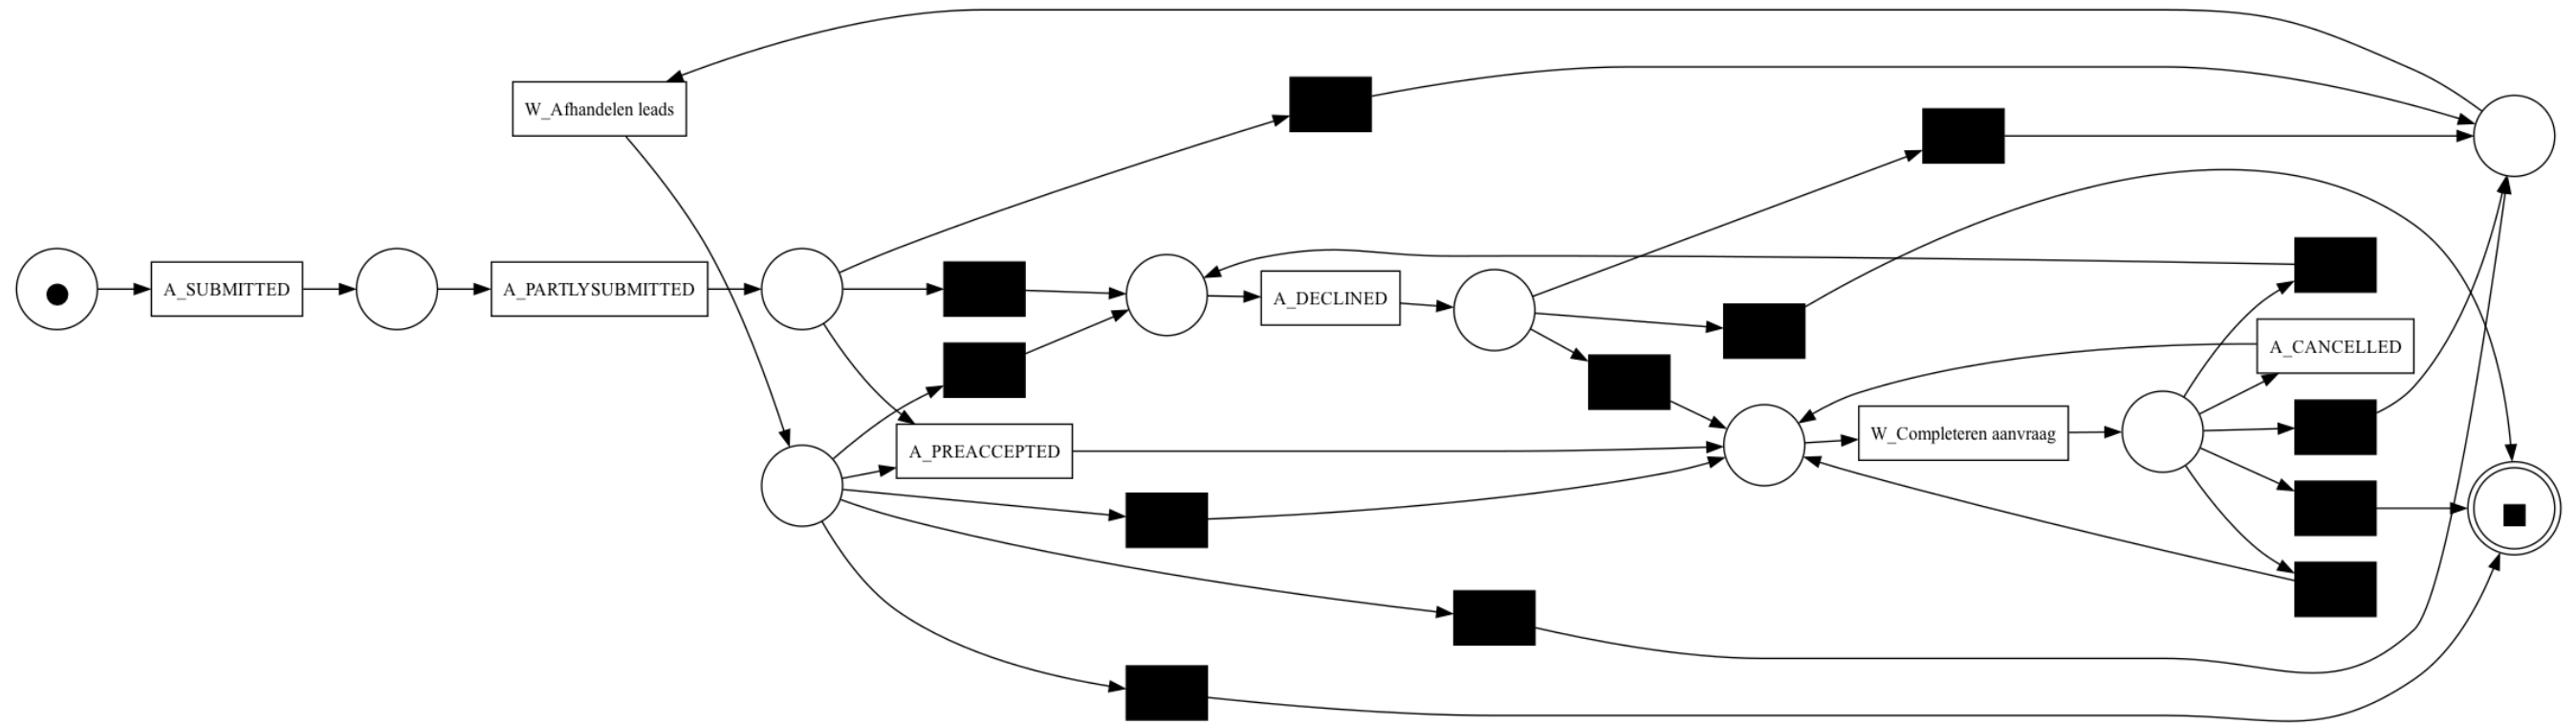 W_Afhandelen leads
A_SUBMITTED
A_PARTLYSUBMITTED
A_DECLINED
A_CANCELLED
A_PREACCEPTED
W_Completeren aanvraag